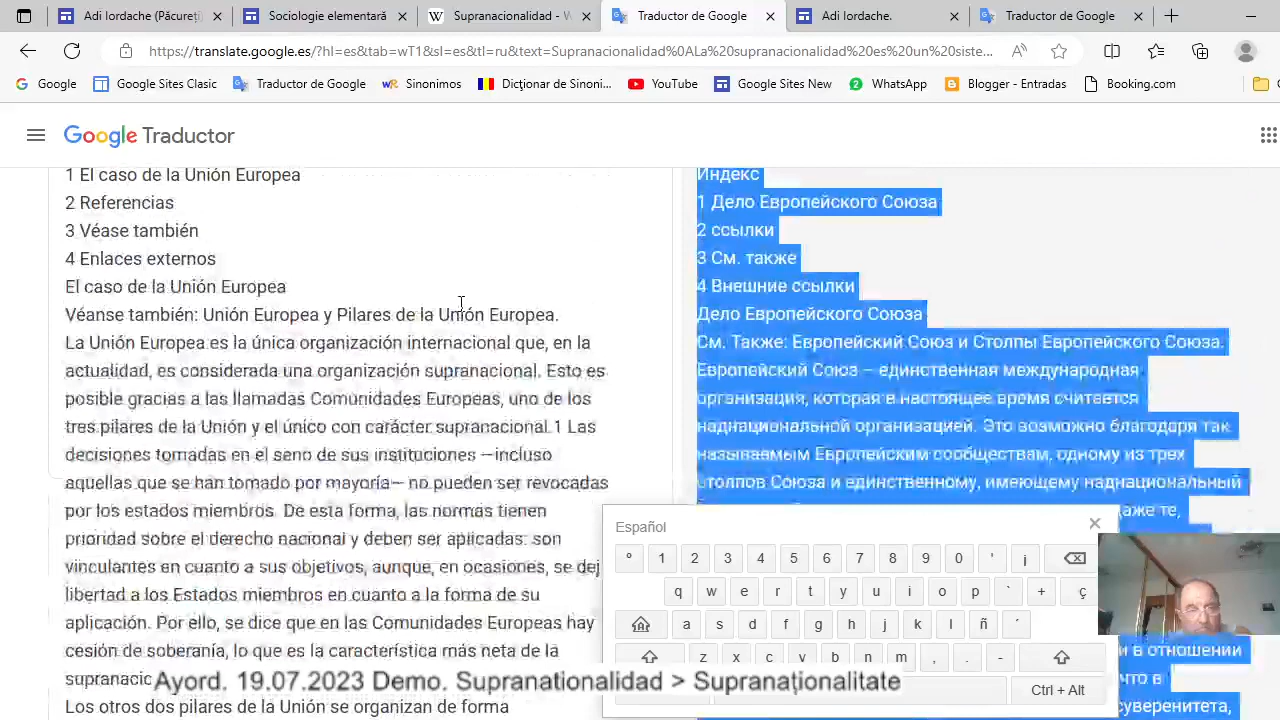 Adi Iordache (Păcureț
Sociologie elementară
Supranacionalidad - W
Traductor de Google
Adi Iordache.
Traductor de Google
https://translate.google.es/?hl=es&tab=wT1&sl=es&tl=ru&text=Supranacionalidad%0ALa%20supranacionalidad%20es%20un%20siste...
Google
Google Sites Clasic
Traductor de Google
Sinonimos
Dicționar de Sinoni...
YouTube
Google Sites New
WhatsApp
Blogger - Entradas
Booking.com
Google Traductor
1 El caso de la Unión Europea
2 Referencias
3 Véase también
4 Enlaces externos
El caso de la Unión Europea
Véanse también: Unión Europea y Pilares de la Unión Europea.
La Unión Europea es la única organización internacional que, en la
actualidad, es considerada una organización supranacional. Esto es
posible gracias a las llamadas Comunidades Europeas, uno de los
tres pilares de la Unión y el único con carácter supranacional.1 Las
decisiones tomadas en el seno de sus instituciones —incluso
aquellas que se han tomado por mayoría— no pueden ser revocadas
por los estados miembros. De esta forma, las normas tienen
prioridad sobre el derecho nacional y deben ser aplicadas: son
vinculantes en cuanto a sus objetivos, aunque, en ocasiones, se dej
libertad a los Estados miembros en cuanto a la forma de su
aplicación. Por ello, se dice que en las Comunidades Europeas hay
cesión de soberanía, lo que es la característica más neta de la
supranacio
Los otros dos pilares de la Unión se organizan de forma
Индекс
1 Дело Европейского Союза
2 ссылки
3 См. также
4 Внешние ссылки
Дело Европейского Союза
См. Также: Европейский Союз и Столпы Европейского Союза.
Европейский Союз – единственная международная
организация, которая в настоящее время считается
наднациональной организацией. Это возможно благодаря так
называемым Европейским сообществам, одному из трех
столпов Союза и единственному, имеющему наднациональный
даже те,
и в отношении
что в
суверенитета,
Español
º 1 2 3 4 5 6 7 8 9 0 ' ¡
q w e r t y u i o p ` + ç
a s d f g h j k l ñ ´
z x c v b n m , . -
Ctrl + Alt
Ayord. 19.07.2023 Demo. Supranationalidad > Supranaționalitate